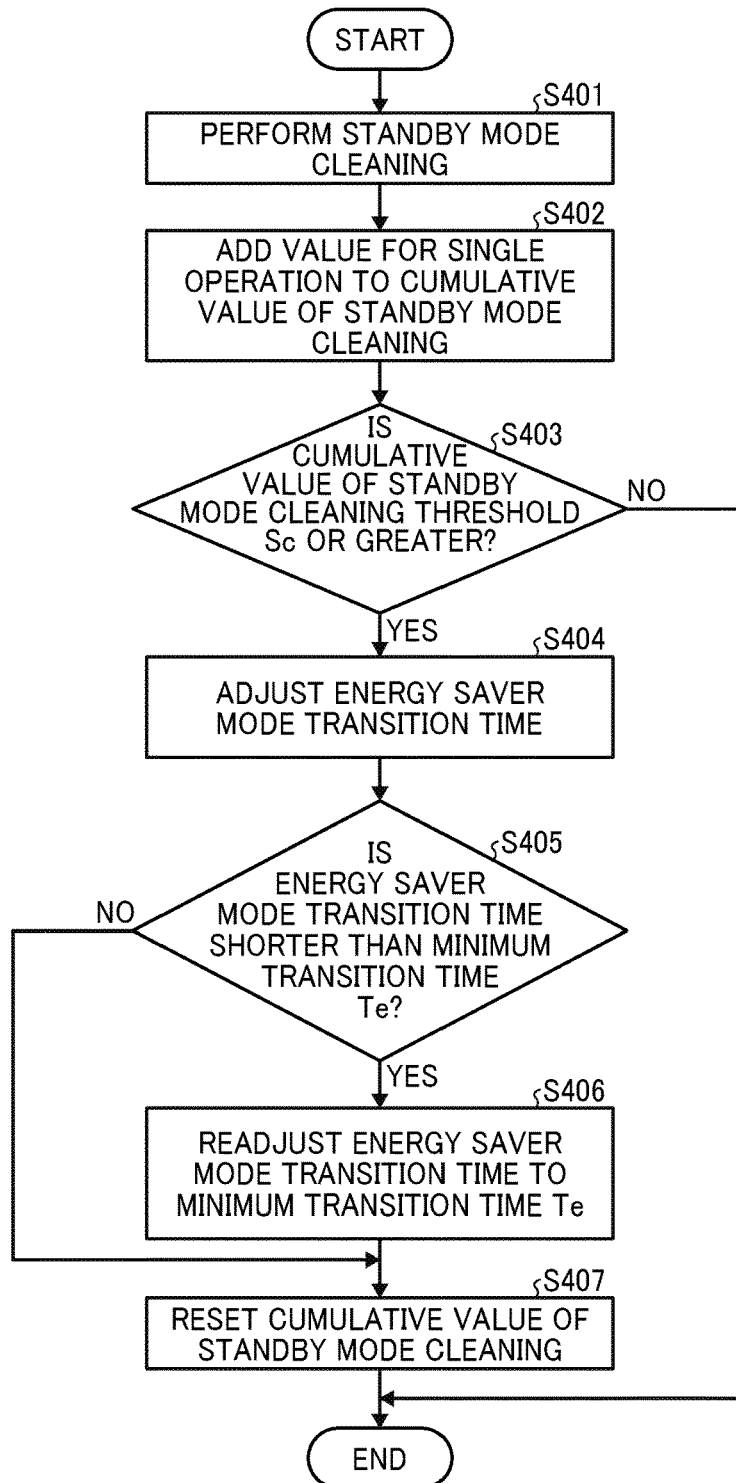 START
S401
PERFORM STANDBY MODE
CLEANING
S402
ADD VALUE FOR SINGLE
OPERATION TO CUMULATIVE
VALUE OF STANDBY MODE
CLEANING
S403
IS
CUMULATIVE
VALUE OF STANDBY
MODE CLEANING THRESHOLD
Sc OR GREATER?
NO
YES
S404
ADJUST ENERGY SAVER
MODE TRANSITION TIME
S405
IS
ENERGY SAVER
MODE TRANSITION TIME
SHORTER THAN MINIMUM
TRANSITION TIME
Te?
NO
YES
S406
READJUST ENERGY SAVER
MODE TRANSITION TIME TO
MINIMUM TRANSITION TIME Te
S407
RESET CUMULATIVE VALUE OF
STANDBY MODE CLEANING
END